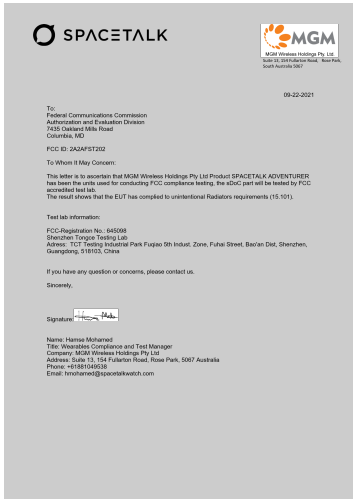 SPACETALK
MGM
MGM Wireless Holdings Pty. Ltd.
Suite 13, 154 Fullarton Road, Rose Park,
South Australia 5067
09-22-2021
To:
Federal Communications Commission
Authorization and Evaluation Division
7435 Oakland Mills Road
Columbia, MD
FCC ID: 2A2AFST202
To Whom It May Concern:
This letter is to ascertain that MGM Wireless Holdings Pty Ltd Product SPACETALK ADVENTURER
has been the units used for conducting FCC compliance testing, the sDoC part will be tested by FCC
accredited test lab.
The result shows that the EUT has complied to unintentional Radiators requirements (15.101).
Test lab information:
FCC-Registration No.: 645098
Shenzhen Tongce Testing Lab
Adress: TCT Testing Industrial Park Fuqiao 5th Indust. Zone, Fuhai Street, Bao'an Dist, Shenzhen,
Guangdong, 518103, China
If you have any question or concerns, please contact us.
Sincerely,
Signature:
Name: Hamse Mohamed
Title: Wearables Compliance and Test Manager
Company: MGM Wireless Holdings Pty Ltd
Address: Suite 13, 154 Fullarton Road, Rose Park, 5067 Australia
Phone: +61881049538
Email: hmohamed@spacetalkwatch.com